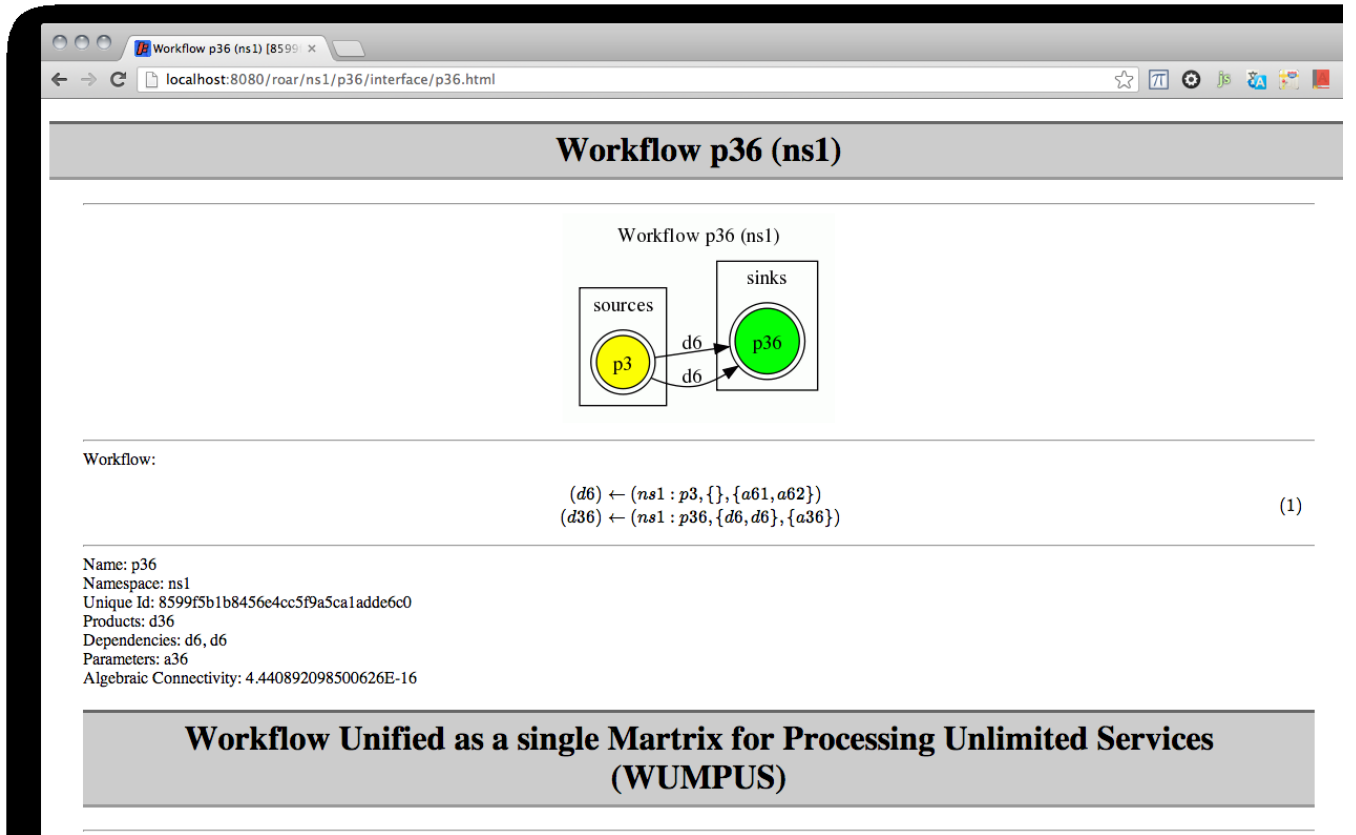 Workflow p36 (ns1) [8599
localhost:8080/roar/ns1/p36/interface/p36.html
Workflow p36 (ns1)
Workflow p36 (ns1)
sinks
sources
d6
p36
p3
d6
Workflow:
(d6) ← (ns1 : p3, {}, {a61, a62})
(d36) ← (ns1 : p36, {d6, d6}, {a36})
(1)
Name: p36
Namespace: ns1
Unique Id: 8599f5b1b8456e4cc5f9a5ca1adde6c0
Products: d36
Dependencies: d6, d6
Parameters: a36
Algebraic Connectivity: 4.440892098500626E-16
Workflow Unified as a single Martrix for Processing Unlimited Services
(WUMPUS)